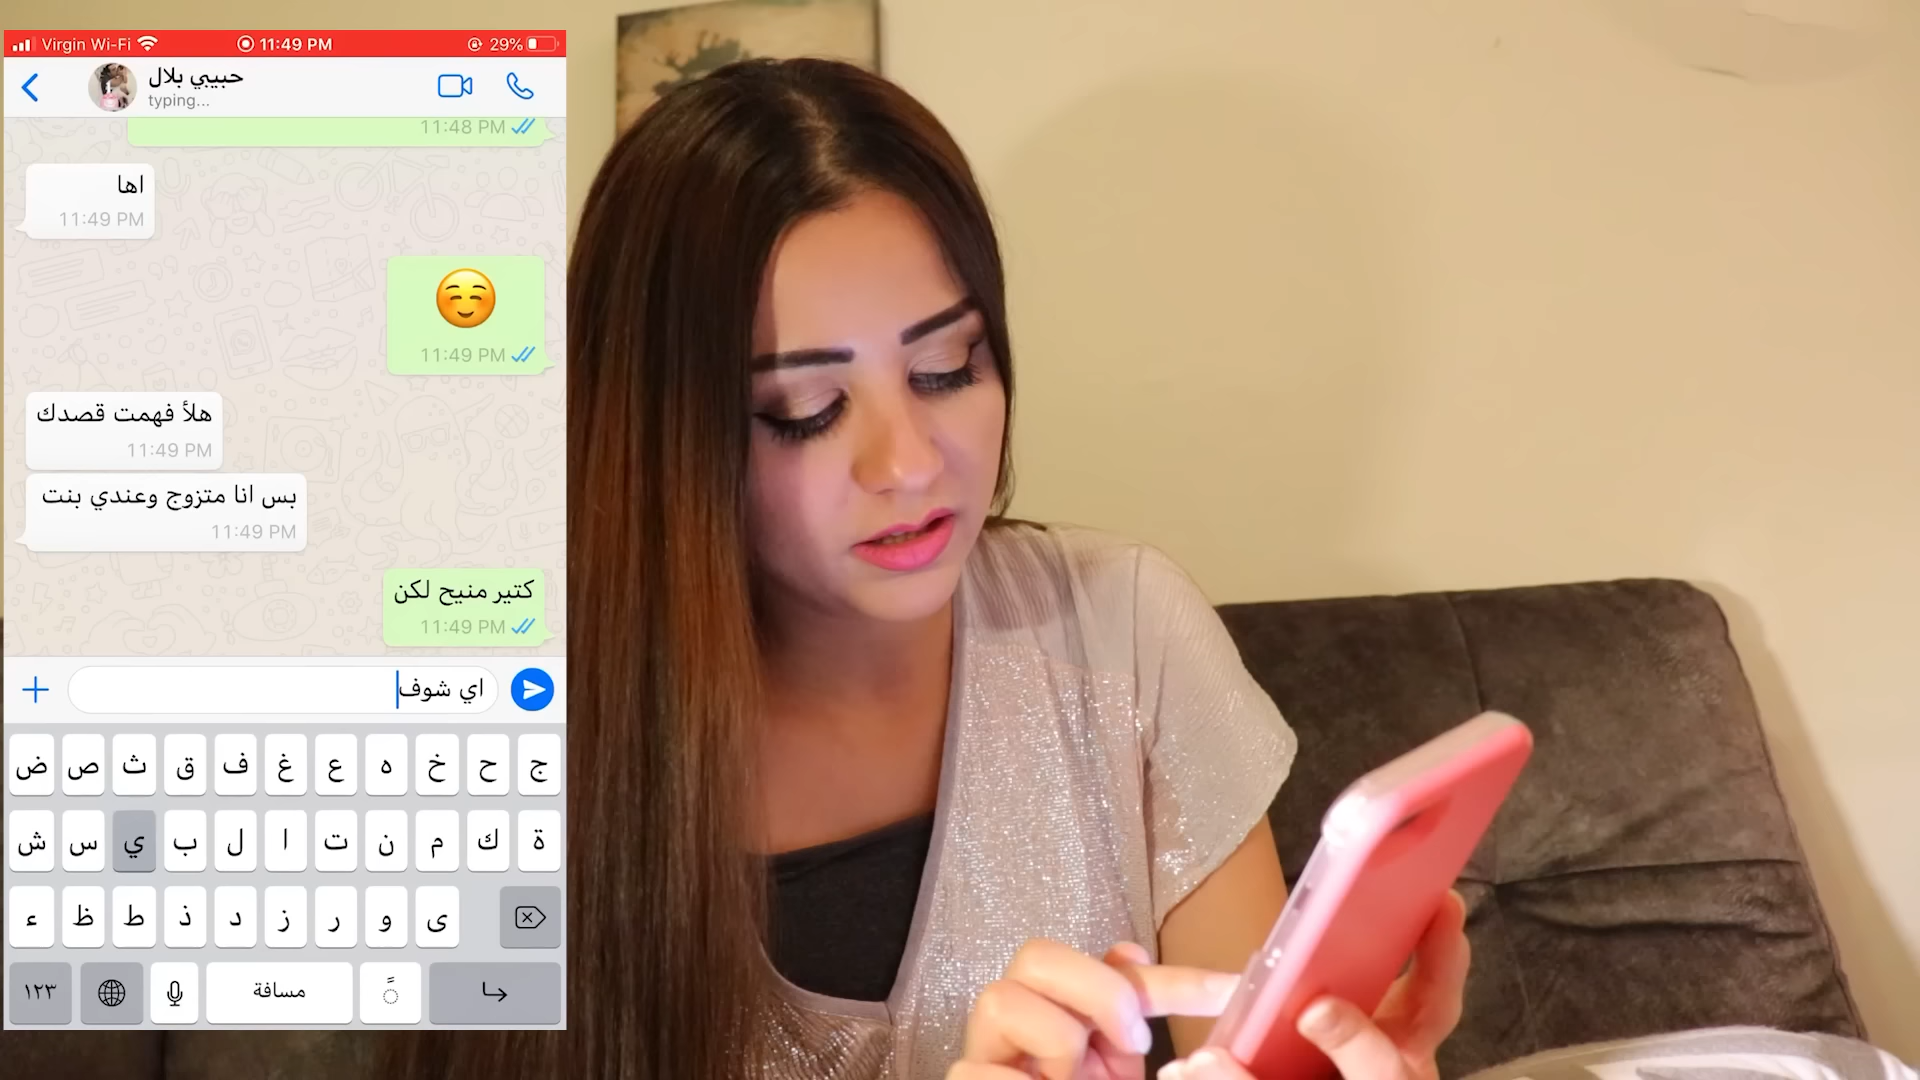 Virgin Wi-Fi 11:49 PM 29%
حبيبي بلال
typing...
11:48 PM
اها
11:49 PM
11:49 PM
هلأ فهمت قصدك
11:49 PM
بس انا متزوج وعندي بنت
11:49 PM
كتير منيح لكن
11:49 PM
اي شوف
ض ص ث ق ف غ ع ه خ ح ج
ش س ي ب ل ا ت ن م ك ة
ء ظ ط ذ د ز ر و ى
١٢٣ مسافة